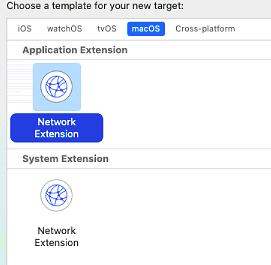 Choose a template for your new target:
iOS watchOS tvOS macOS Cross-platform
Application Extension
Network
Extension
System Extension
Network
Extension